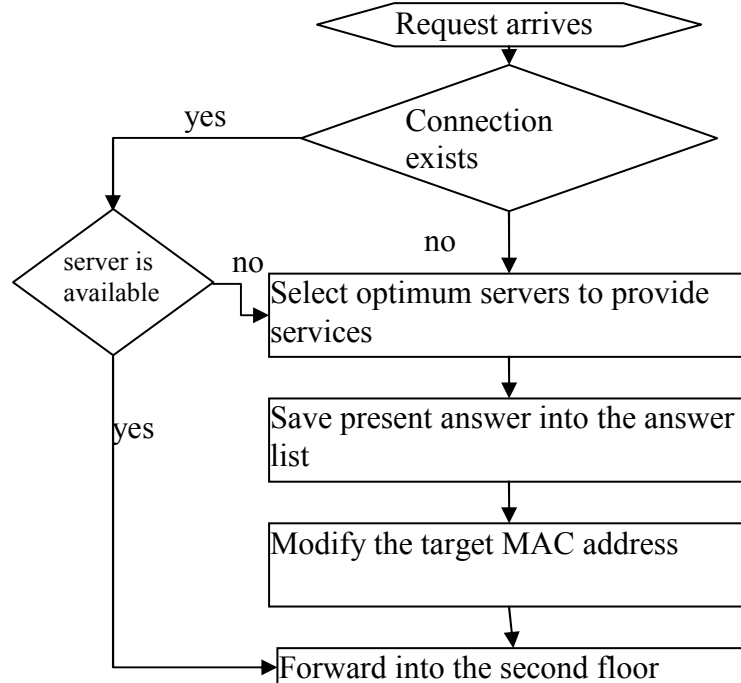 Request arrives
Connection
exists
yes
no
server is
available
no
Select optimum servers to provide
services
yes
Save present answer into the answer
list
Modify the target MAC address
Forward into the second floor